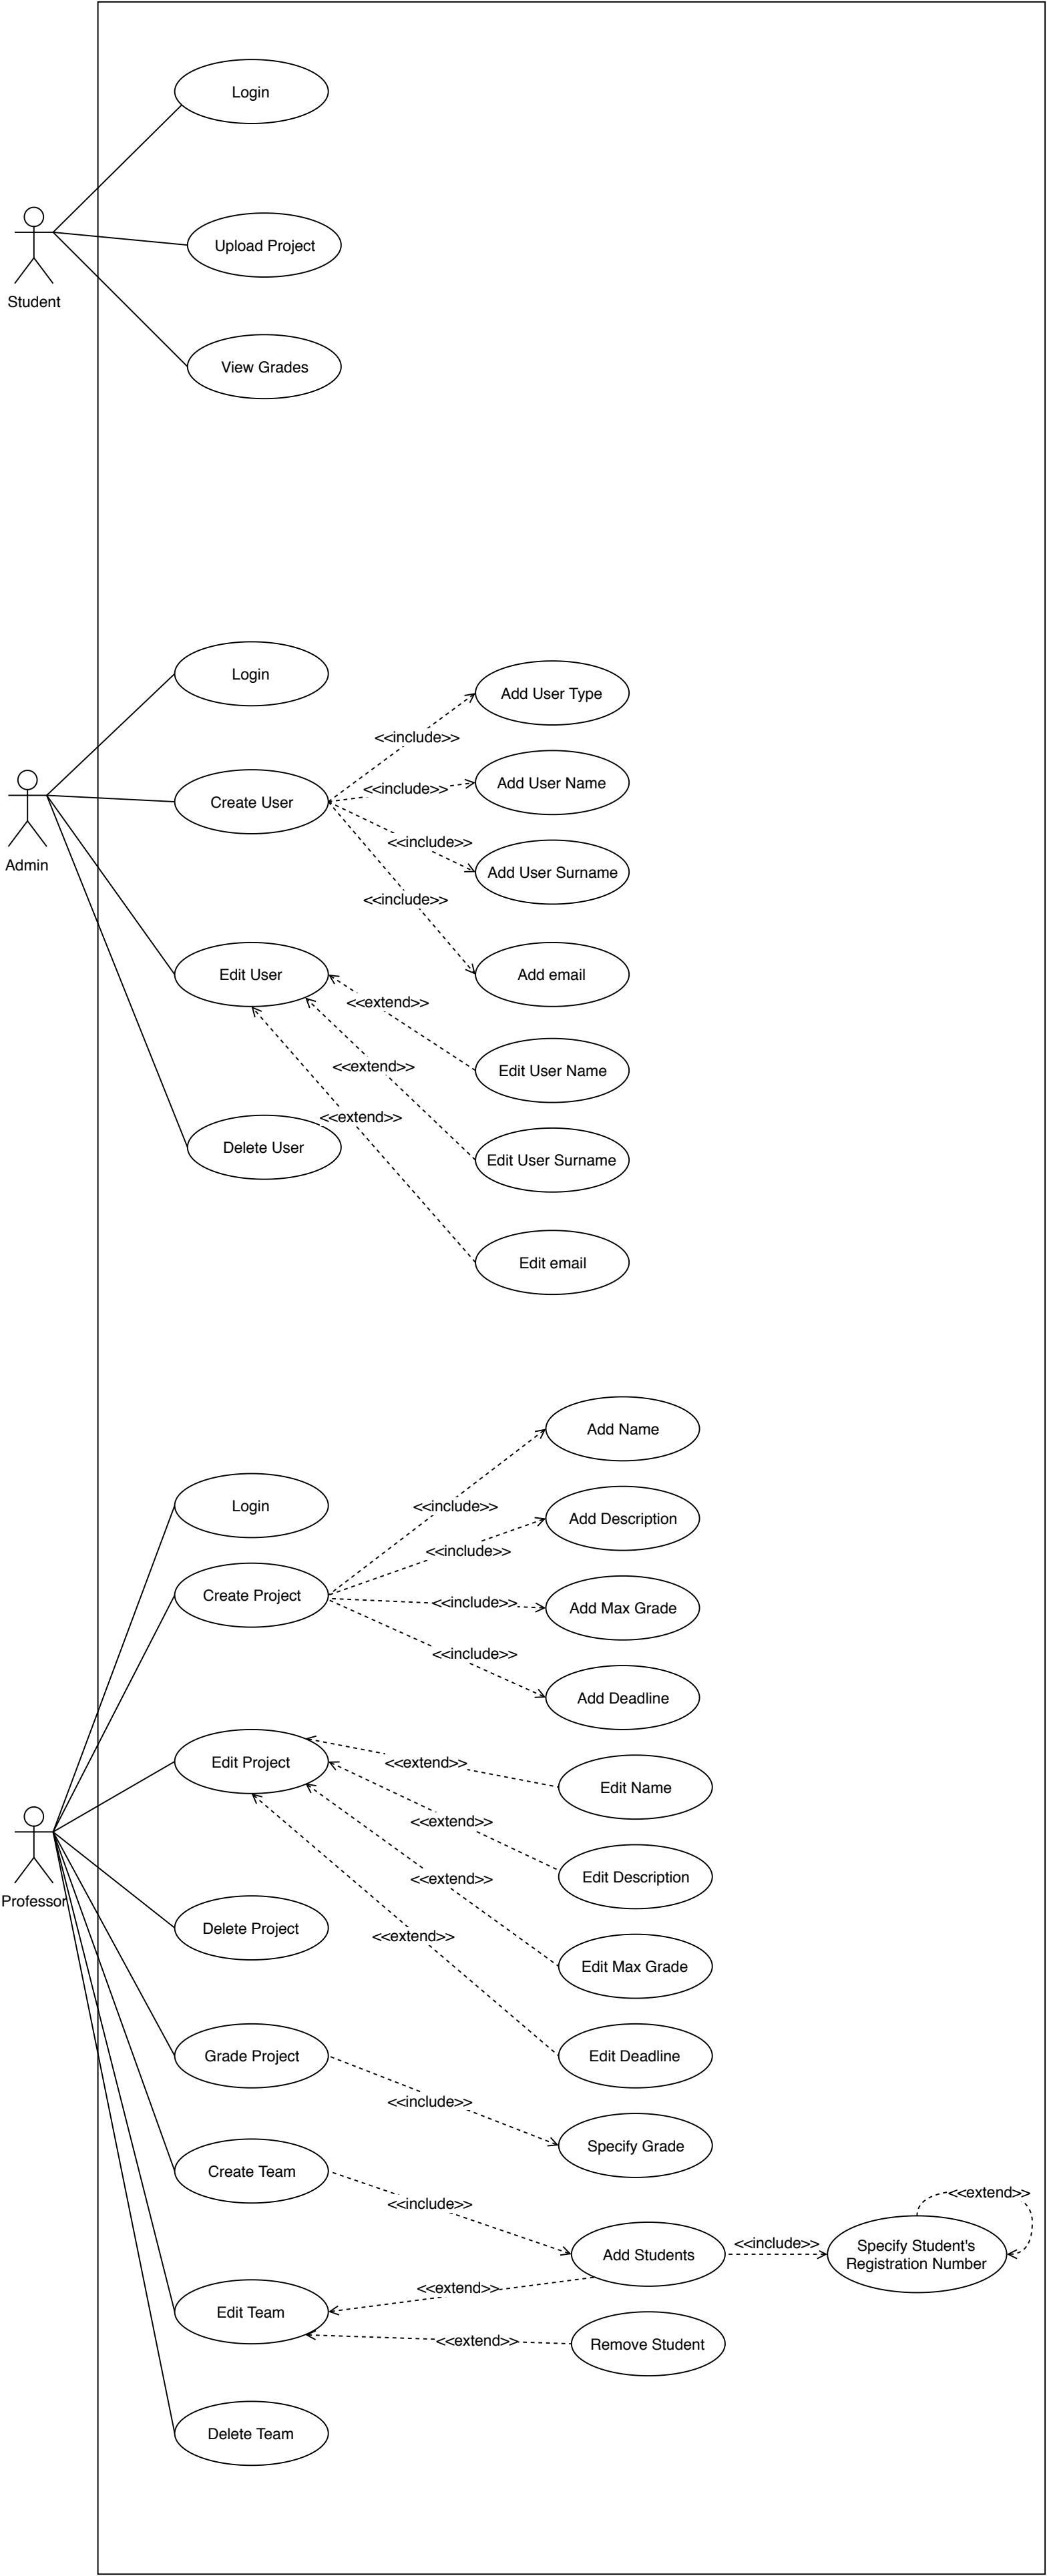 Login
Upload Project
Student
View Grades
Login
Add User Type
<<include>>
Add User Name
<<include>>
Create User
<<include>>
Admin
Add User Surname
<<include>>
Edit User
Add email
<<extend>>
<<extend>>
Edit User Name
<<extend>>
Delete User
Edit User Surname
Edit email
Add Name
Login
<<include>>
Add Description
<<include>>
Create Project
<<include>>
Add Max Grade
<<include>>
Add Deadline
Edit Project
<<extend>>
Edit Name
<<extend>>
Edit Description
<<extend>>
Professor
Delete Project
<<extend>>
Edit Max Grade
Grade Project
Edit Deadline
<<include>>
Specify Grade
Create Team
<<extend>>
<<include>>
<<include>>
Specify Student's
Registration Number
Add Students
<<extend>>
Edit Team
<<extend>>
Remove Student
Delete Team